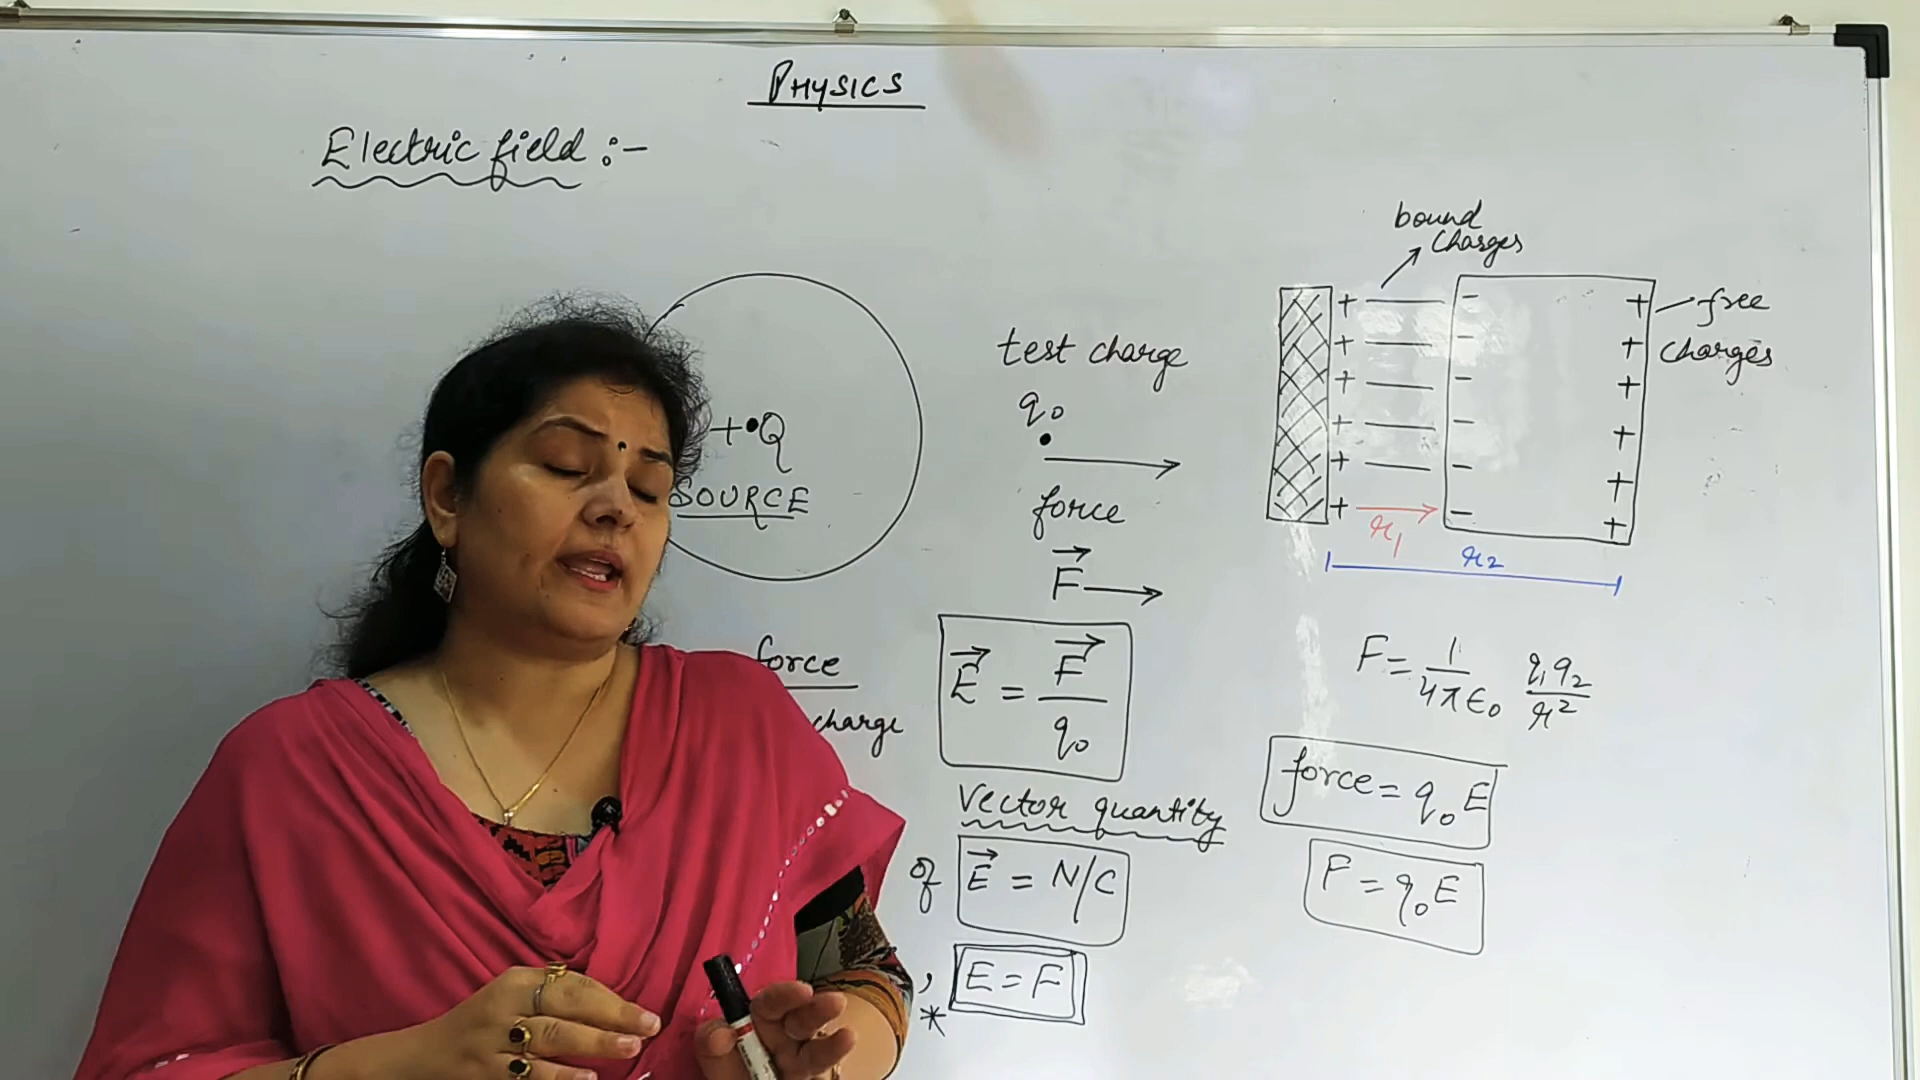 PHYSICS
Electric field :-
+•Q
SOURCE
test charge
q₀
force
F⃗ →
force
charge
E⃗ = F⃗ / q₀
Vector quantity
of E⃗ = N/C
, * E = F
bound
charges
+ + + + + +
- - - - - -
+ + + + + +
free
charges
r₁
r₂
F = 1/4πε₀ q₁q₂/r²
force = q₀E
F = q₀E